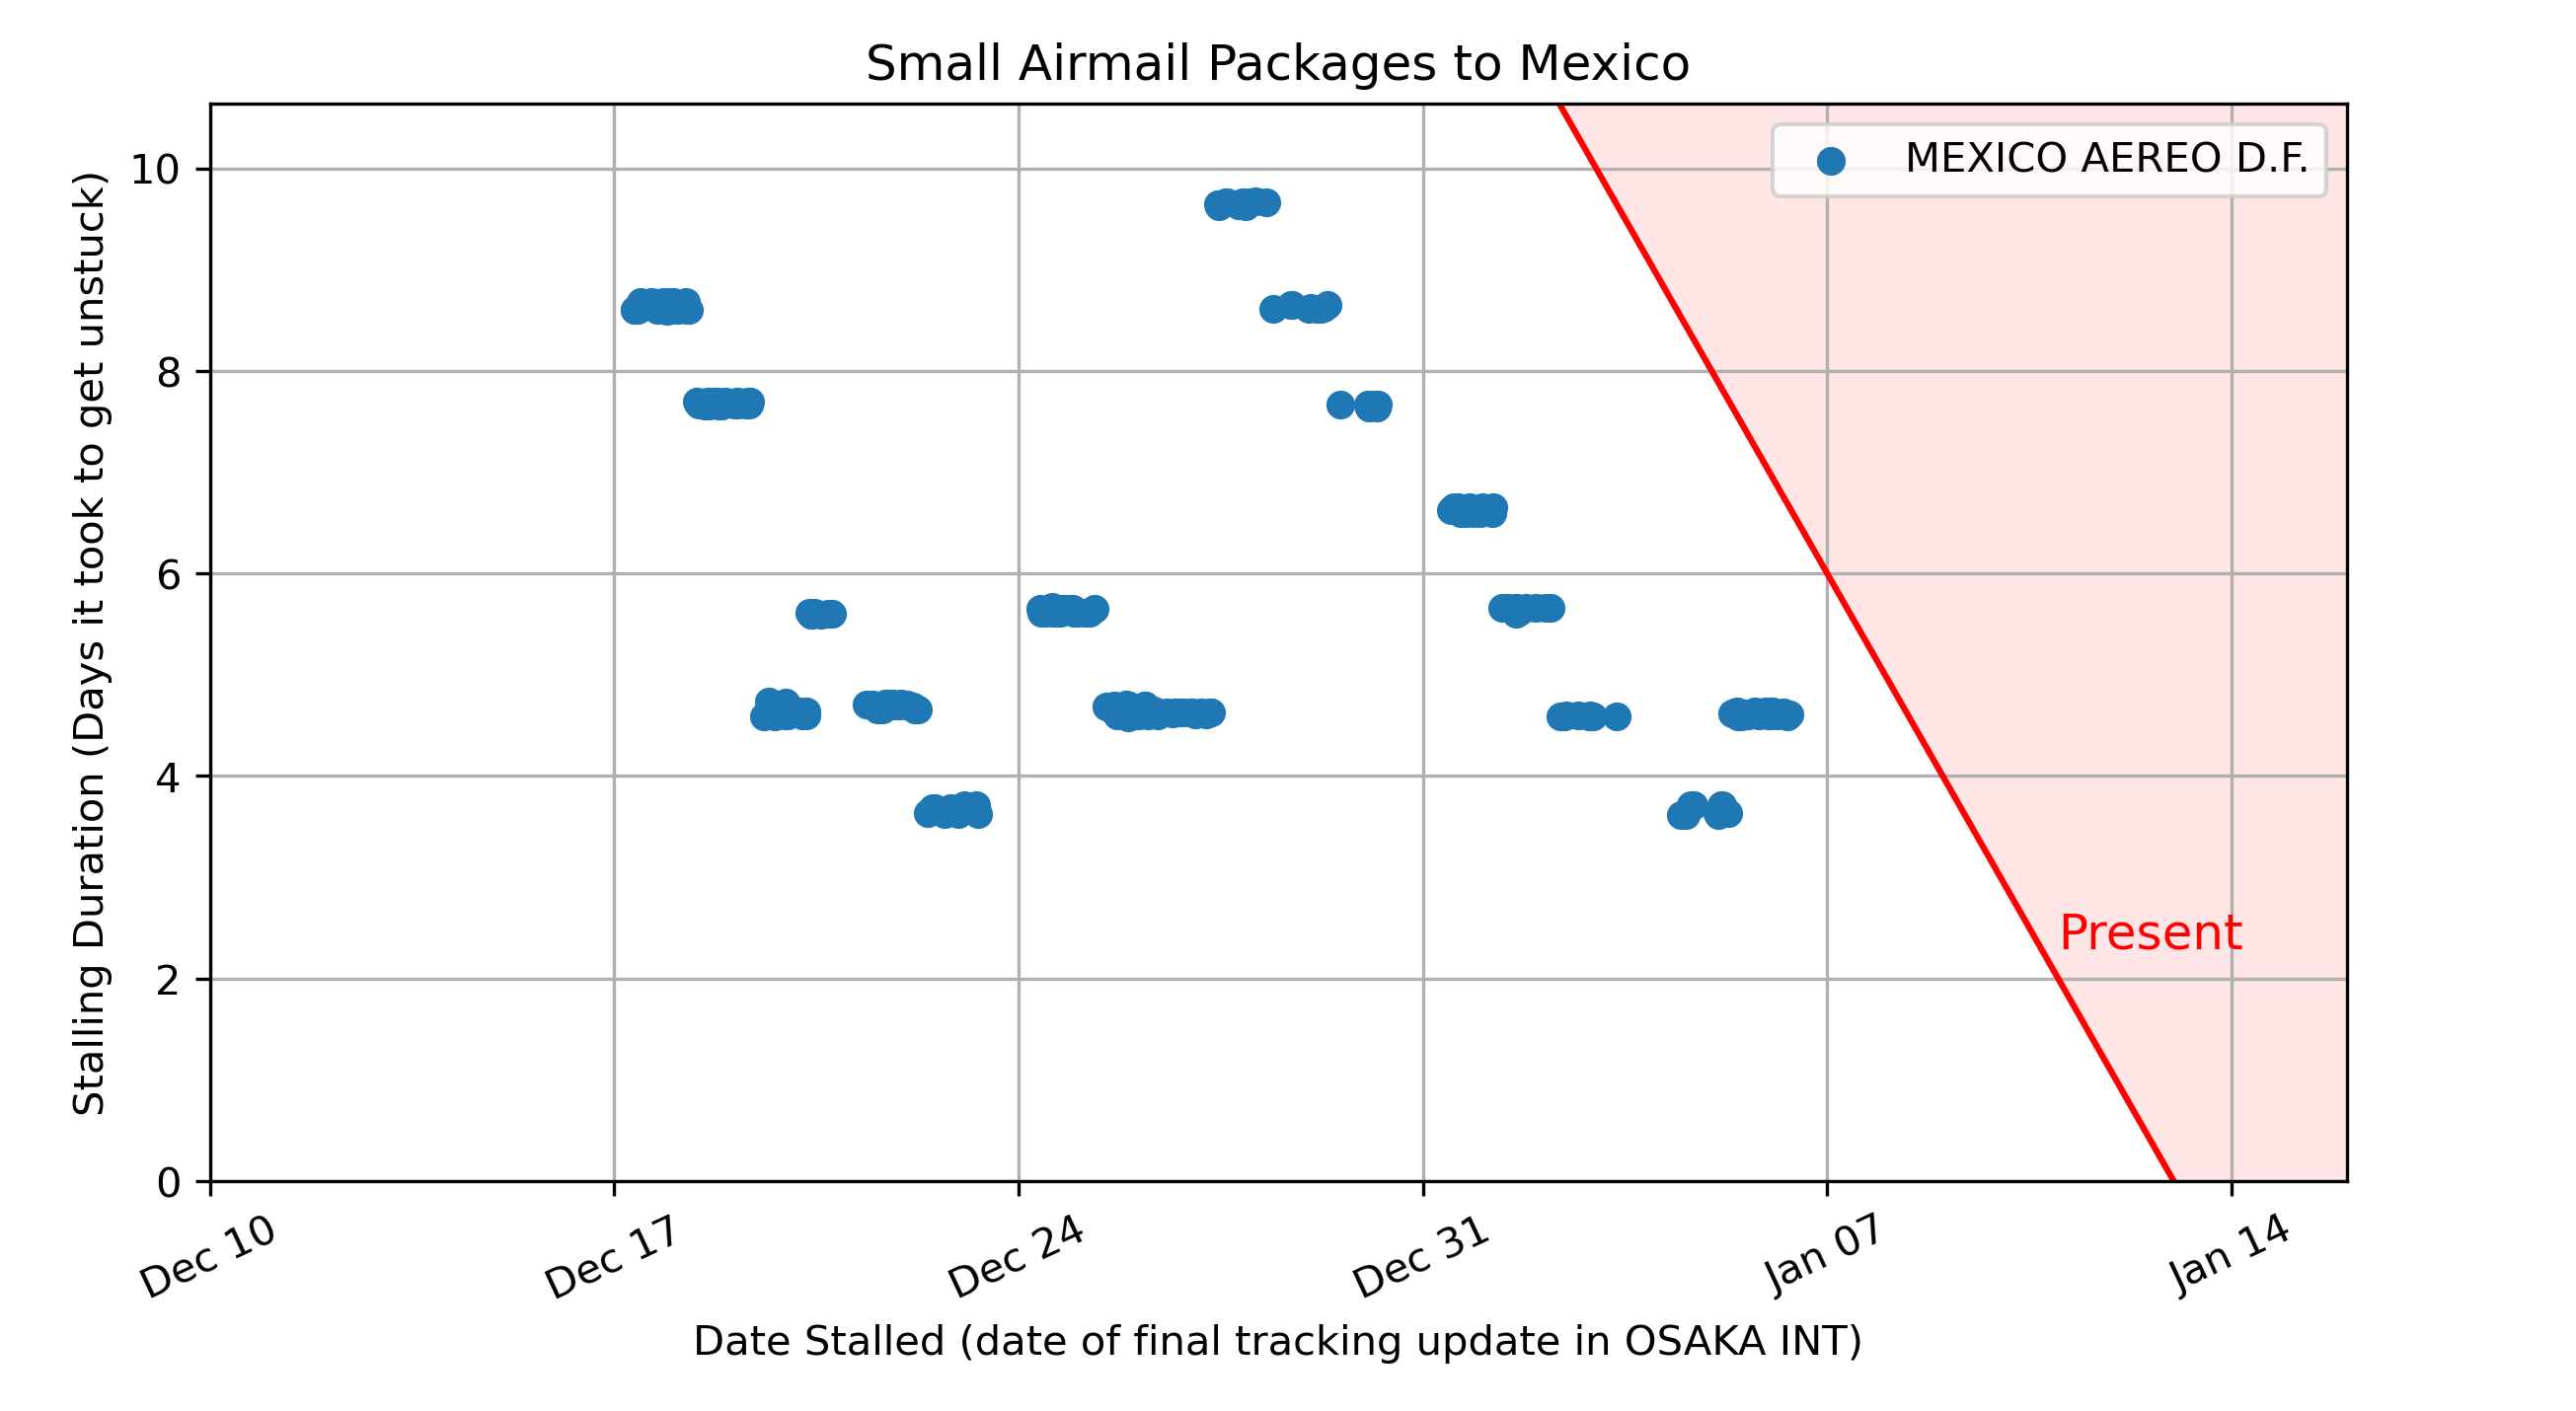 Small Airmail Packages to Mexico
MEXICO AEREO D.F.
Stalling Duration (Days it took to get unstuck)
10
8
6
4
2
0
Present
Dec 10
Dec 17
Dec 24
Dec 31
Jan 07
Jan 14
Date Stalled (date of final tracking update in OSAKA INT)